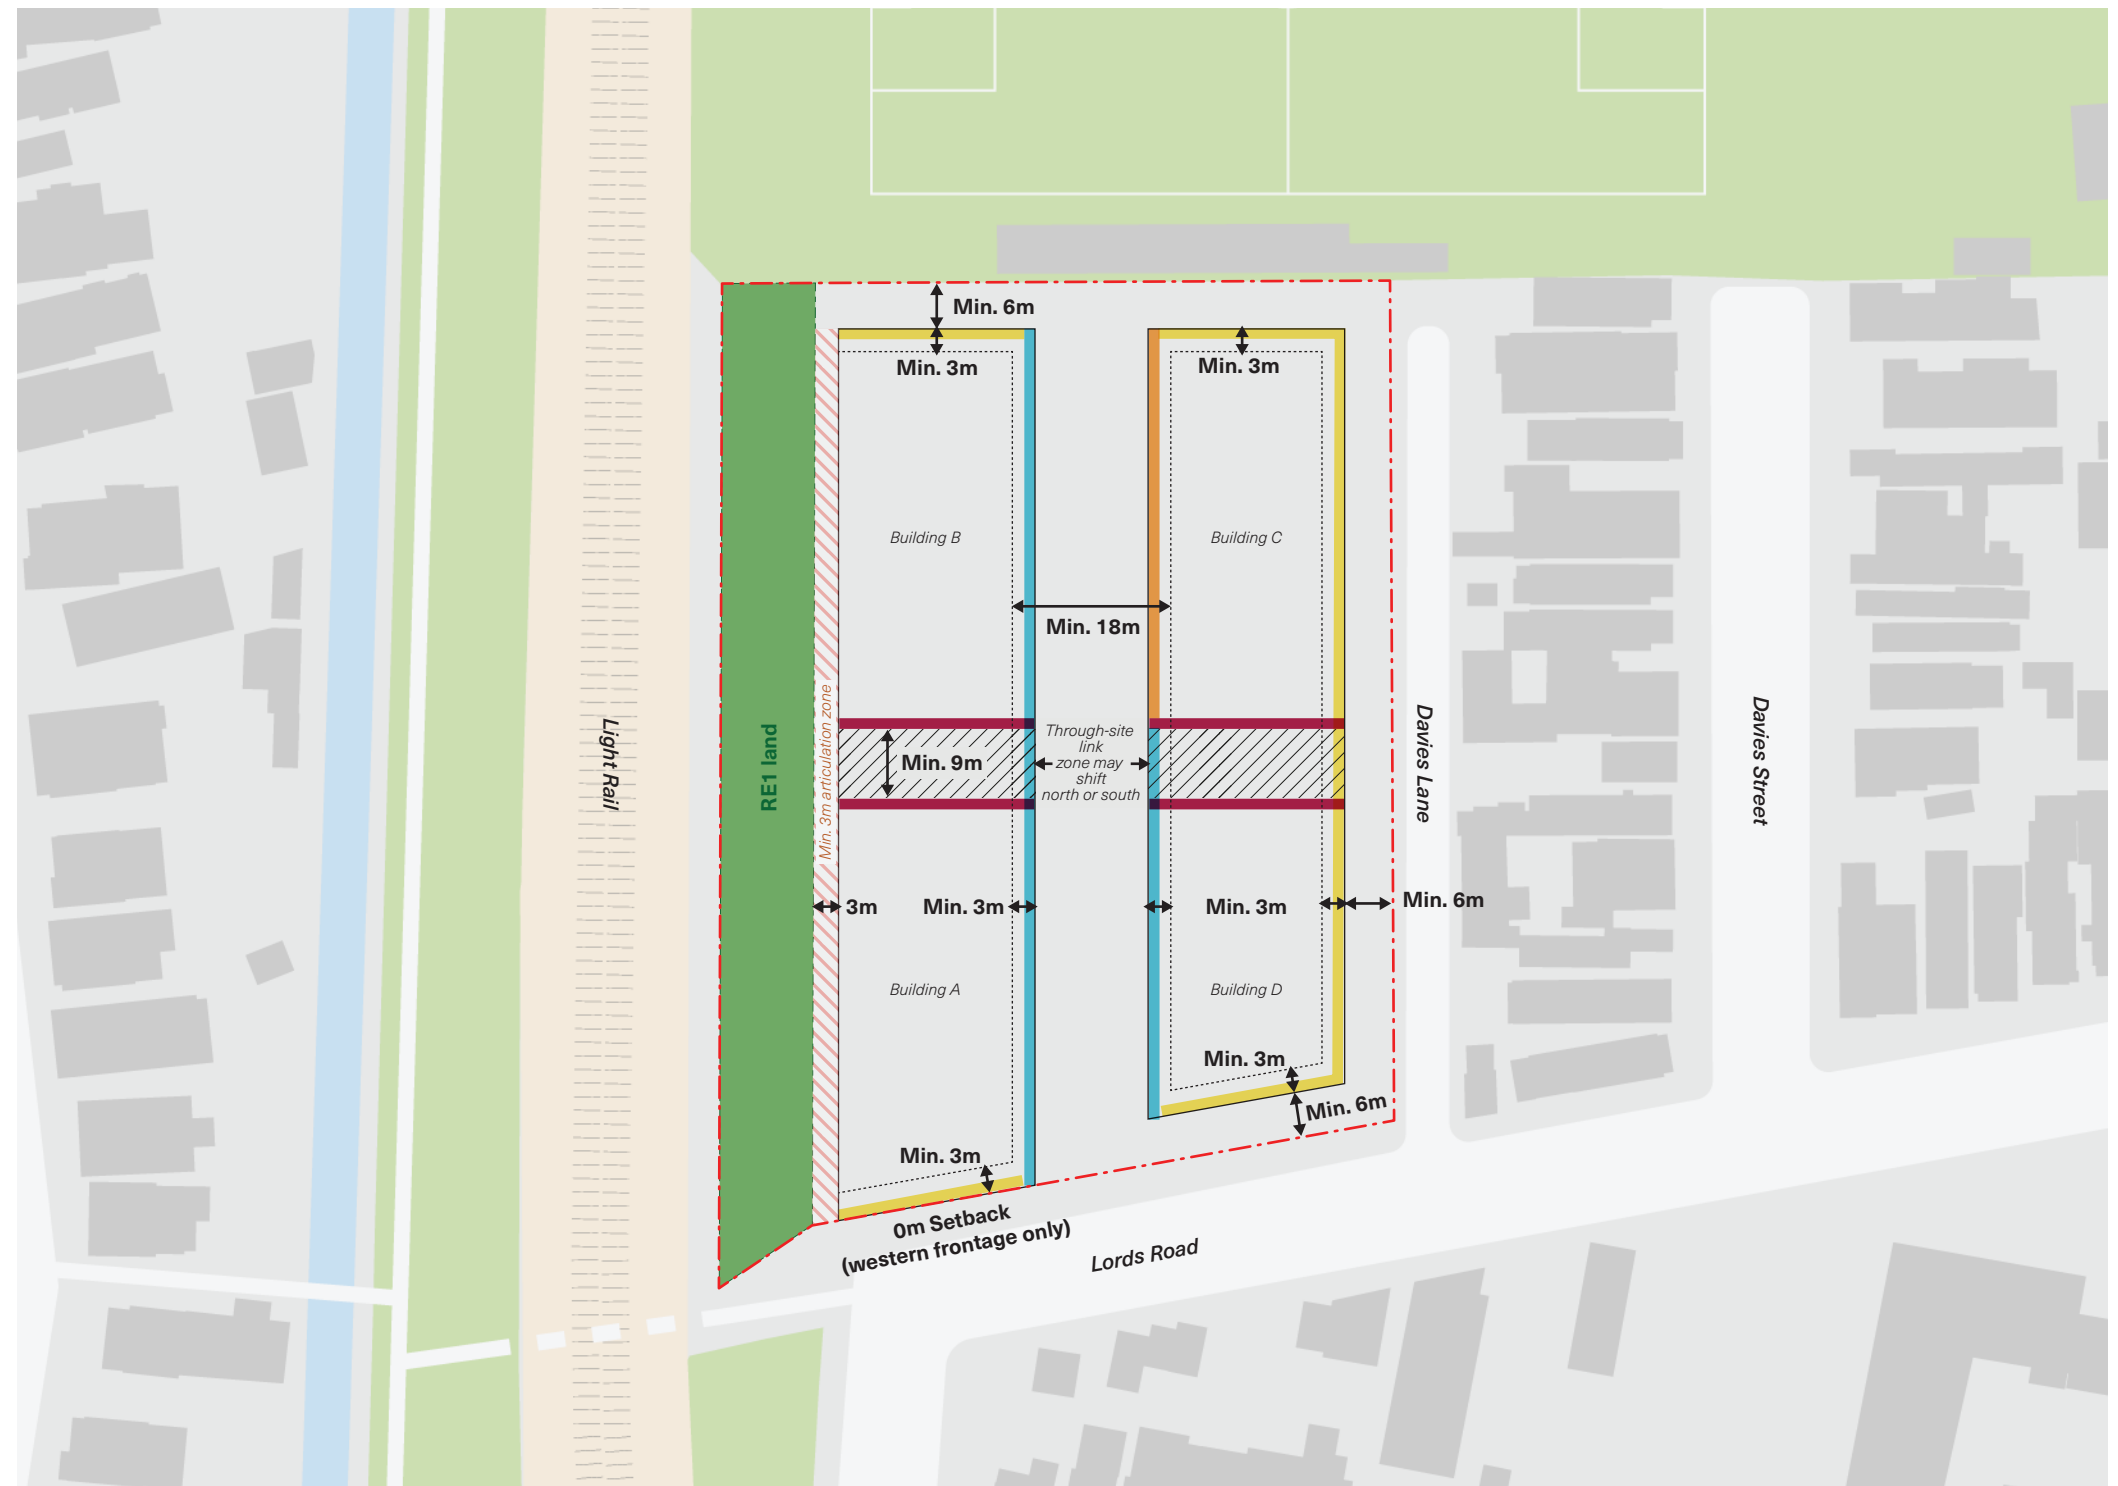 Min. 6m
Min. 3m
Min. 3m
Building B
Building C
Min. 18m
Light Rail
RE1 land
Min. 3m articulation zone
Min. 9m
Through-site
link
zone may
shift
north or south
Davies Lane
Davies Street
3m
Min. 3m
Min. 3m
Min. 6m
Building A
Building D
Min. 3m
Min. 6m
Min. 3m
0m Setback
(western frontage only)
Lords Road